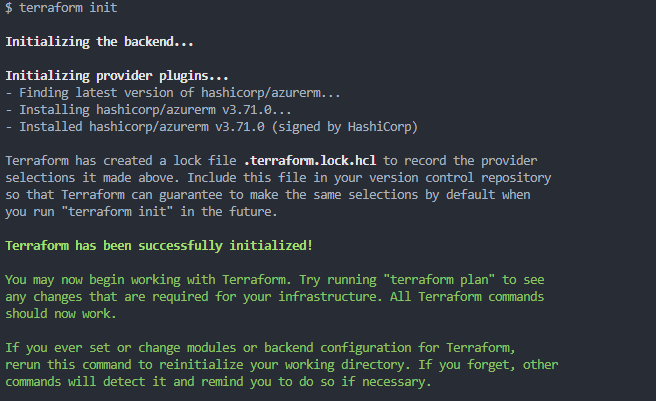 $ terraform init
Initializing the backend...
Initializing provider plugins...
- Finding latest version of hashicorp/azurerm...
- Installing hashicorp/azurerm v3.71.0...
- Installed hashicorp/azurerm v3.71.0 (signed by HashiCorp)
Terraform has created a lock file .terraform.lock.hcl to record the provider
selections it made above. Include this file in your version control repository
so that Terraform can guarantee to make the same selections by default when
you run "terraform init" in the future.
Terraform has been successfully initialized!
You may now begin working with Terraform. Try running "terraform plan" to see
any changes that are required for your infrastructure. All Terraform commands
should now work.
If you ever set or change modules or backend configuration for Terraform,
rerun this command to reinitialize your working directory. If you forget, other
commands will detect it and remind you to do so if necessary.